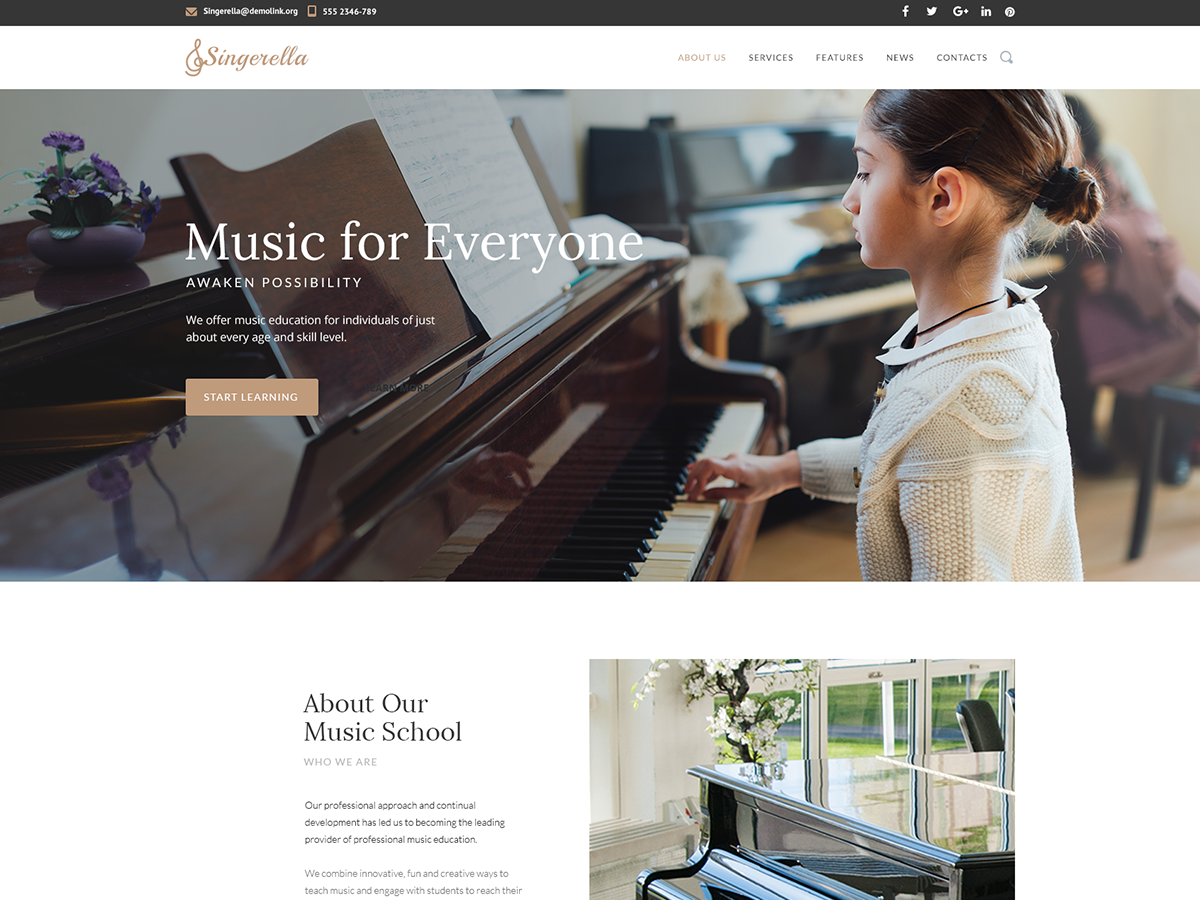 Singerella@demolink.org 555 2346-789
Singerella
ABOUT US SERVICES FEATURES NEWS CONTACTS
Music for Everyone
AWAKEN POSSIBILITY
We offer music education for individuals of just
about every age and skill level.
START LEARNING
About Our
Music School
WHO WE ARE
Our professional approach and continual
development has led us to becoming the leading
provider of professional music education.
We combine innovative, fun and creative ways to
teach music and engage with students to reach their